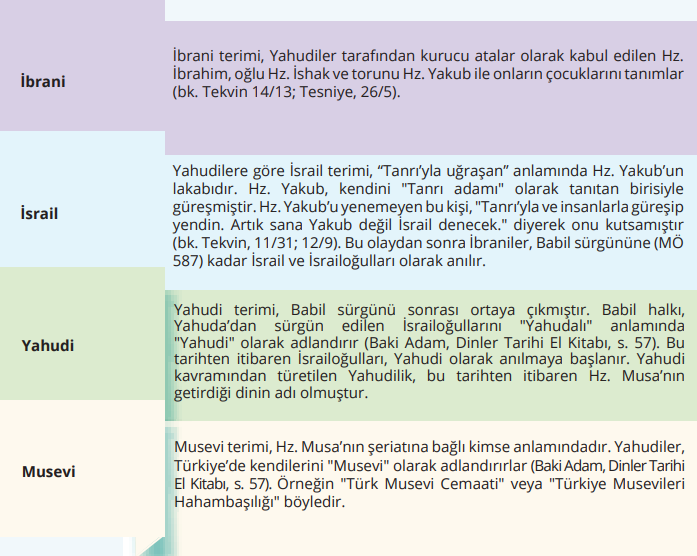 İbrani
İbrani terimi, Yahudiler tarafından kurucu atalar olarak kabul edilen Hz.
İbrahim, oğlu Hz. İshak ve torunu Hz. Yakub ile onların çocuklarını tanımlar
(bk. Tekvin 14/13; Tesniye, 26/5).
İsrail
Yahudilere göre İsrail terimi, “Tanrı’yla uğraşan” anlamında Hz. Yakub’un
lakabıdır. Hz. Yakub, kendini "Tanrı adamı" olarak tanıtan birisiyle
güreşmiştir. Hz. Yakub’u yenemeyen bu kişi, "Tanrı’yla ve insanlarla güreşip
yendin. Artık sana Yakub değil İsrail denecek." diyerek onu kutsamıştır
(bk. Tekvin, 11/31; 12/9). Bu olaydan sonra İbraniler, Babil sürgününe (MÖ
587) kadar İsrail ve İsrailoğulları olarak anılır.
Yahudi
Yahudi terimi, Babil sürgünü sonrası ortaya çıkmıştır. Babil halkı,
Yahuda’dan sürgün edilen İsrailoğullarını "Yahudalı" anlamında
"Yahudi" olarak adlandırır (Baki Adam, Dinler Tarihi El Kitabı, s. 57). Bu
tarihten itibaren İsrailoğulları, Yahudi olarak anılmaya başlanır. Yahudi
kavramından türetilen Yahudilik, bu tarihten itibaren Hz. Musa’nın
getirdiği dinin adı olmuştur.
Musevi
Musevi terimi, Hz. Musa’nın şeriatına bağlı kimse anlamındadır. Yahudiler,
Türkiye’de kendilerini "Musevi" olarak adlandırırlar (Baki Adam, Dinler Tarihi
El Kitabı, s. 57). Örneğin "Türk Musevi Cemaati" veya "Türkiye Musevileri
Hahambaşılığı" böyledir.